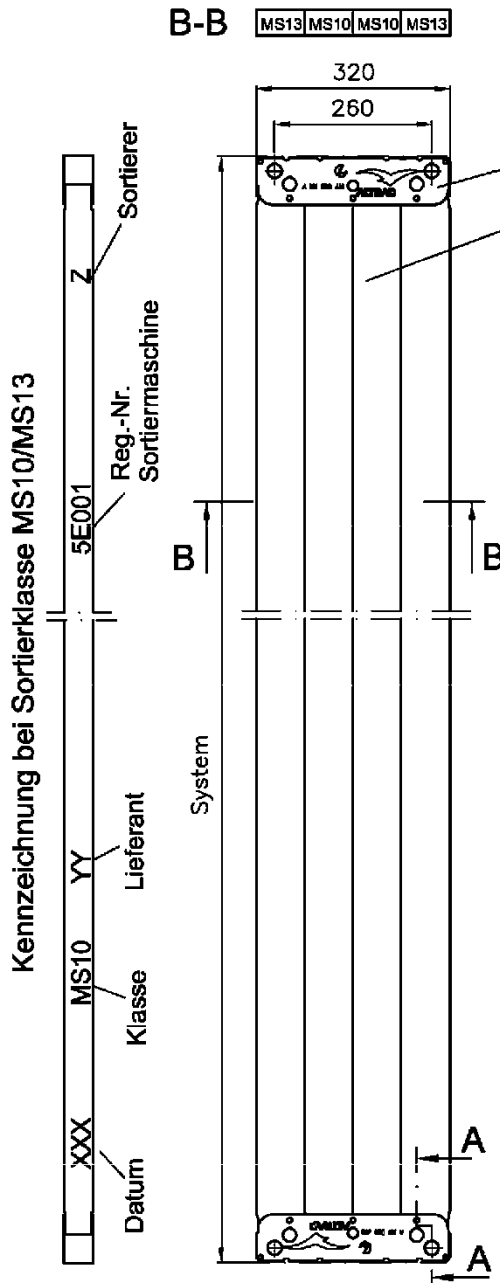 B-B
MS13 MS10 MS10 MS13
320
260
Kennzeichnung bei Sortierklasse MS10/MS13
Z
Sortierer
5E001
Reg.-Nr.
Sortiermaschine
B
B
System
YY
Lieferant
MS10
Klasse
XXX
Datum
A
A